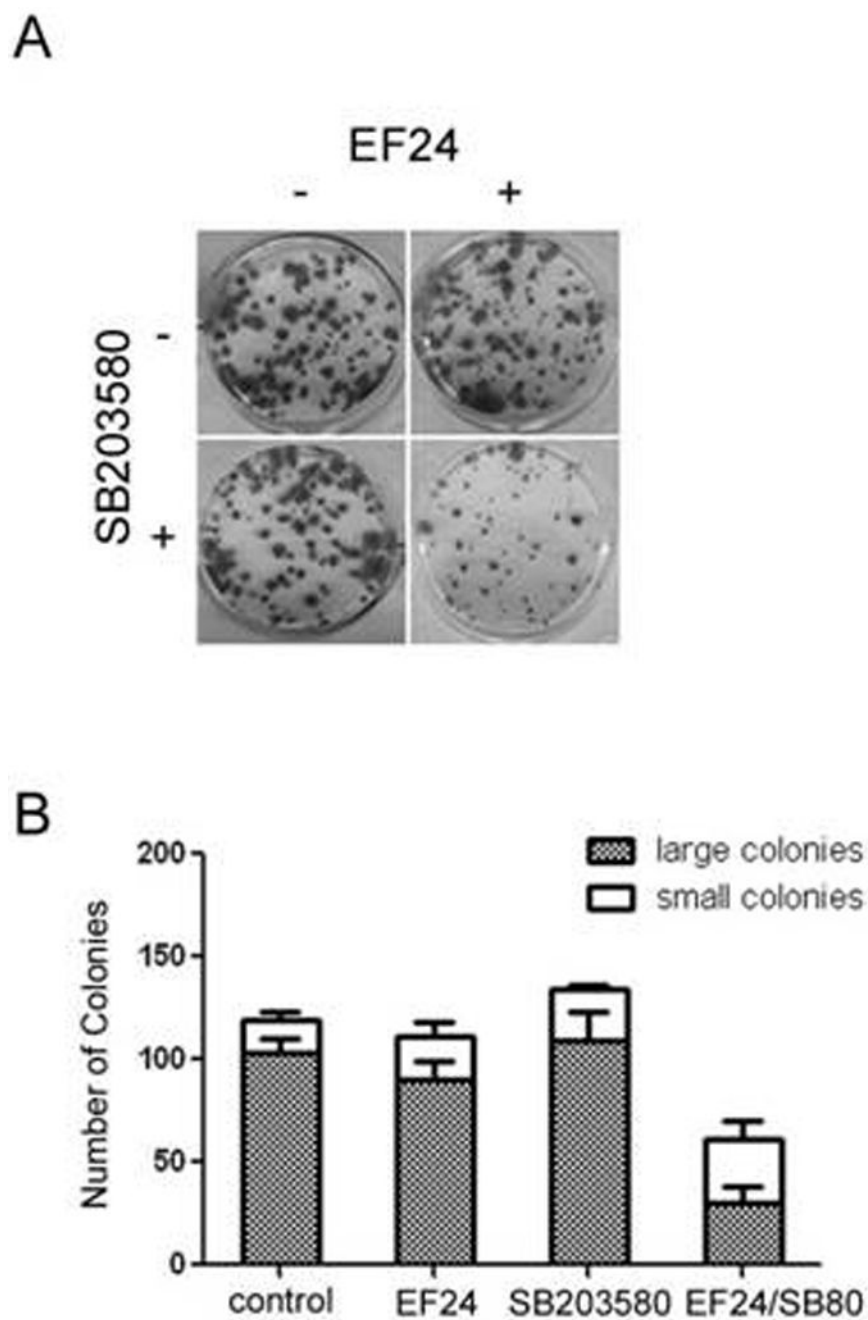 A
EF24
- +
SB203580
-
+
B
Number of Colonies
200
150
100
50
0
large colonies
small colonies
control EF24 SB203580 EF24/SB80